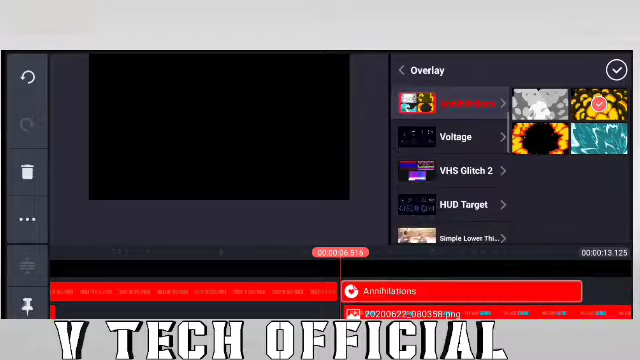 Overlay
Annihilations
Voltage
VHS Glitch 2
HUD Target
Simple Lower Thi...
00:00:06.516
00:00:13.125
Annihilations
20200622_080358.png
V TECH OFFICIAL